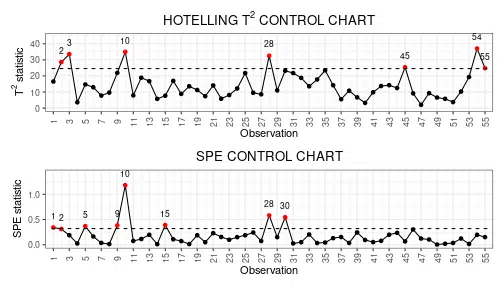 HOTELLING T² CONTROL CHART
54
3
10
2
28
45
55
40
30
20
10
0
T² statistic
1 3 5 7 9 11 13 15 17 19 21 23 25 27 29 31 33 35 37 39 41 43 45 47 49 51 53 55
Observation
SPE CONTROL CHART
10
28 30
1 2 5 9 15
1.0
0.5
0.0
SPE statistic
1 3 5 7 9 11 13 15 17 19 21 23 25 27 29 31 33 35 37 39 41 43 45 47 49 51 53 55
Observation